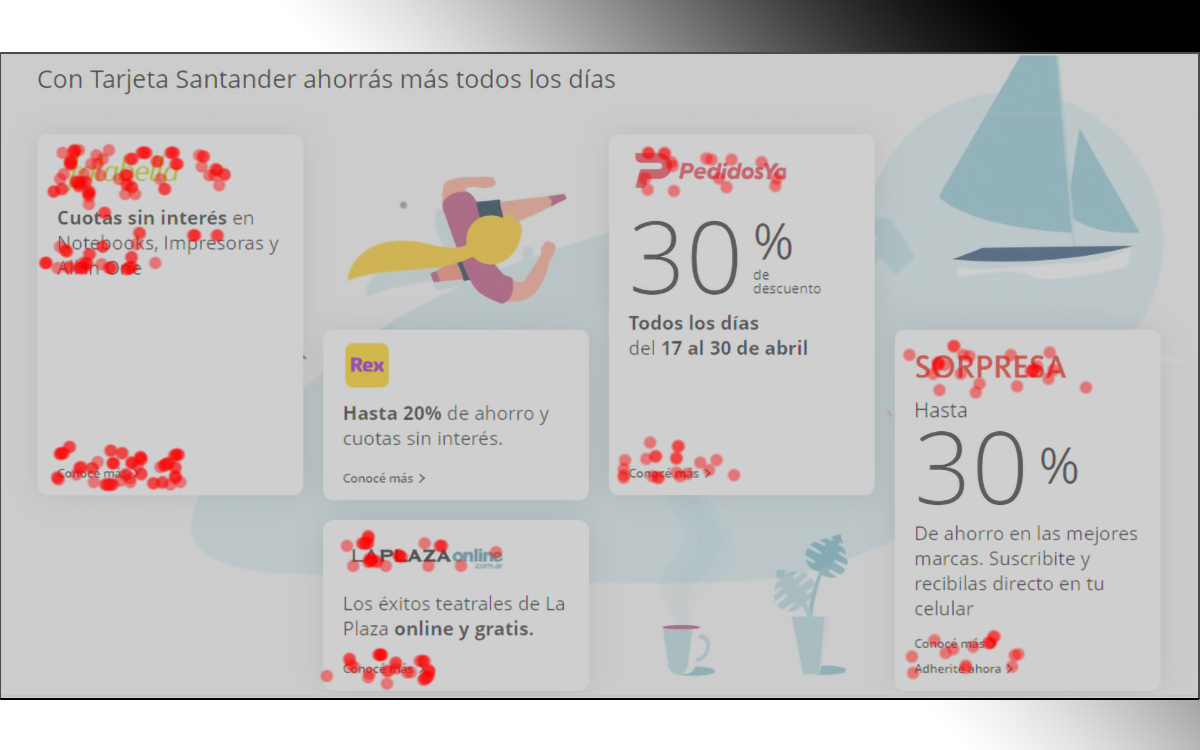 Con Tarjeta Santander ahorrás más todos los días
Cuotas sin interés en
Notebooks, Impresoras y
All in One
Conocé más
Rex
Hasta 20% de ahorro y
cuotas sin interés.
Conocé más
LAPLAZA online
.com.ar
Los éxitos teatrales de La
Plaza online y gratis.
Conocé más
PedidosYa
30 %
de
descuento
Todos los días
del 17 al 30 de abril
Conocé más
SORPRESA
Hasta
30 %
De ahorro en las mejores
marcas. Suscribite y
recibilas directo en tu
celular
Conocé más
Adherite ahora